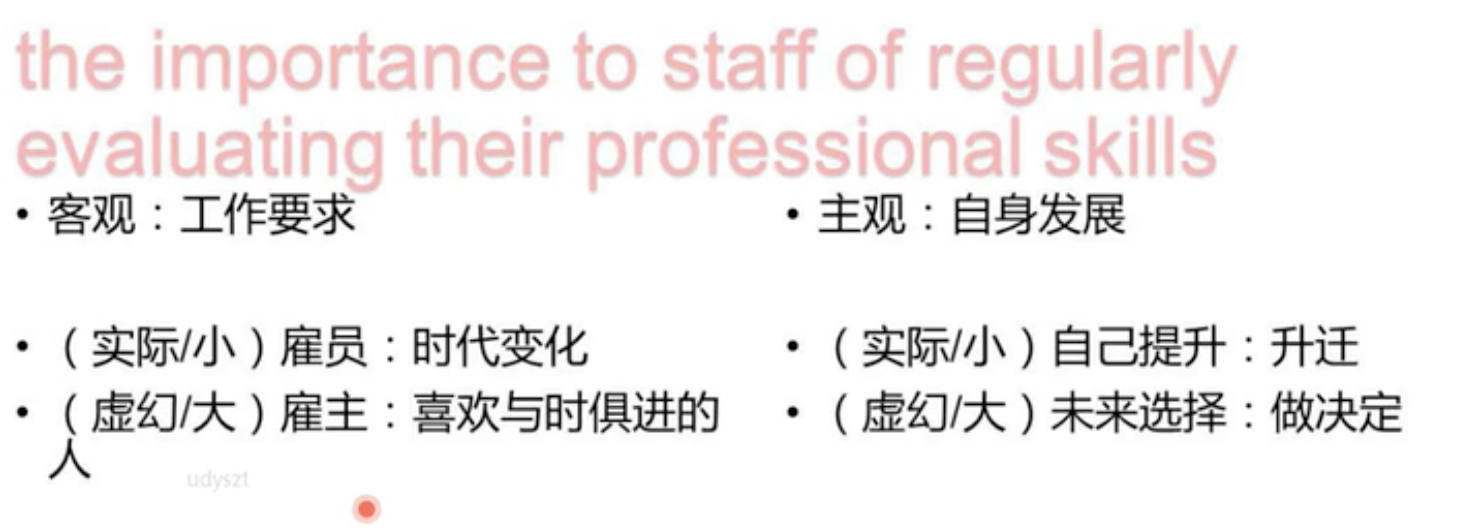 the importance to staff of regularly
evaluating their professional skills
• 客观：工作要求
• （实际/小）雇员：时代变化
• （虚幻/大）雇主：喜欢与时俱进的
人
• 主观：自身发展
• （实际/小）自己提升：升迁
• （虚幻/大）未来选择：做决定
udyszt